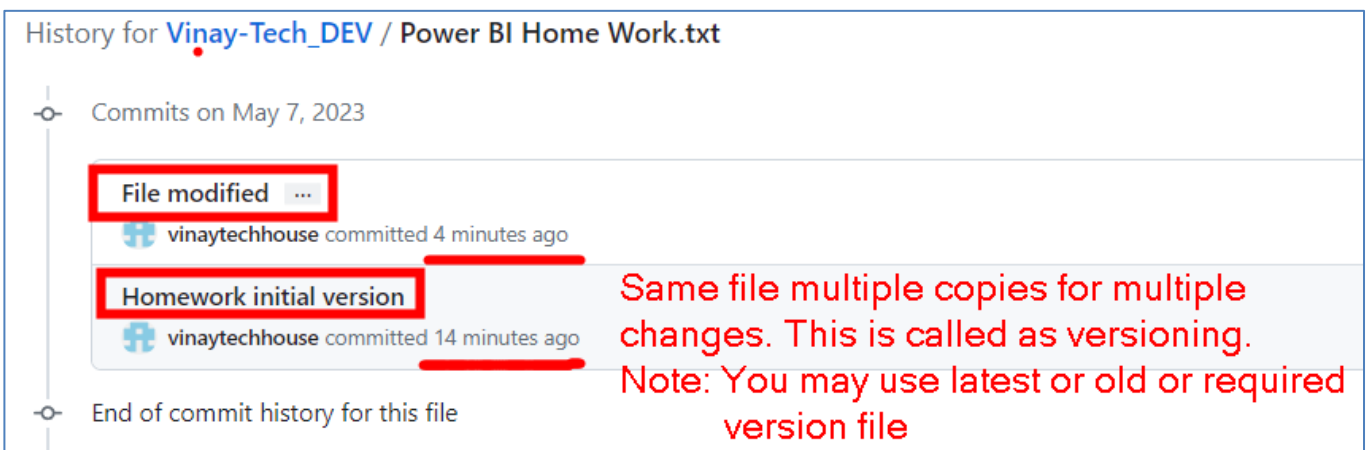 History for Vinay-Tech_DEV / Power BI Home Work.txt
Commits on May 7, 2023
File modified ...
vinaytechhouse committed 4 minutes ago
Homework initial version
vinaytechhouse committed 14 minutes ago
Same file multiple copies for multiple
changes. This is called as versioning.
Note: You may use latest or old or required
version file
End of commit history for this file